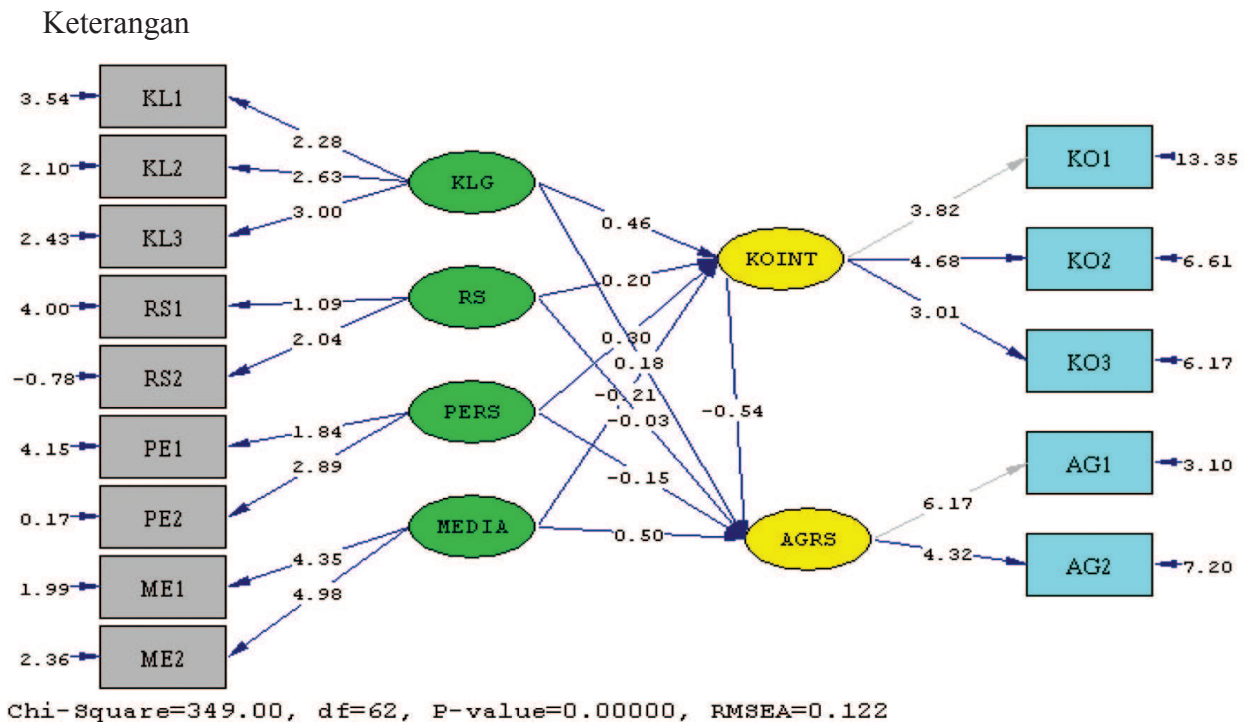 Keterangan
3.54 KL1
2.10 KL2
2.43 KL3
4.00 RS1
-0.78 RS2
4.15 PE1
0.17 PE2
1.99 ME1
2.36 ME2
2.28
2.63
3.00
1.09
2.04
1.84
2.89
4.35
4.98
KLG
RS
PERS
MEDIA
0.46
0.20
0.30
0.18
-0.21
-0.03
-0.15
0.50
-0.54
KOINT
AGRS
3.82
4.68
3.01
6.17
4.32
KO1 13.35
KO2 6.61
KO3 6.17
AG1 3.10
AG2 7.20
Chi-Square=349.00, df=62, P-value=0.00000, RMSEA=0.122